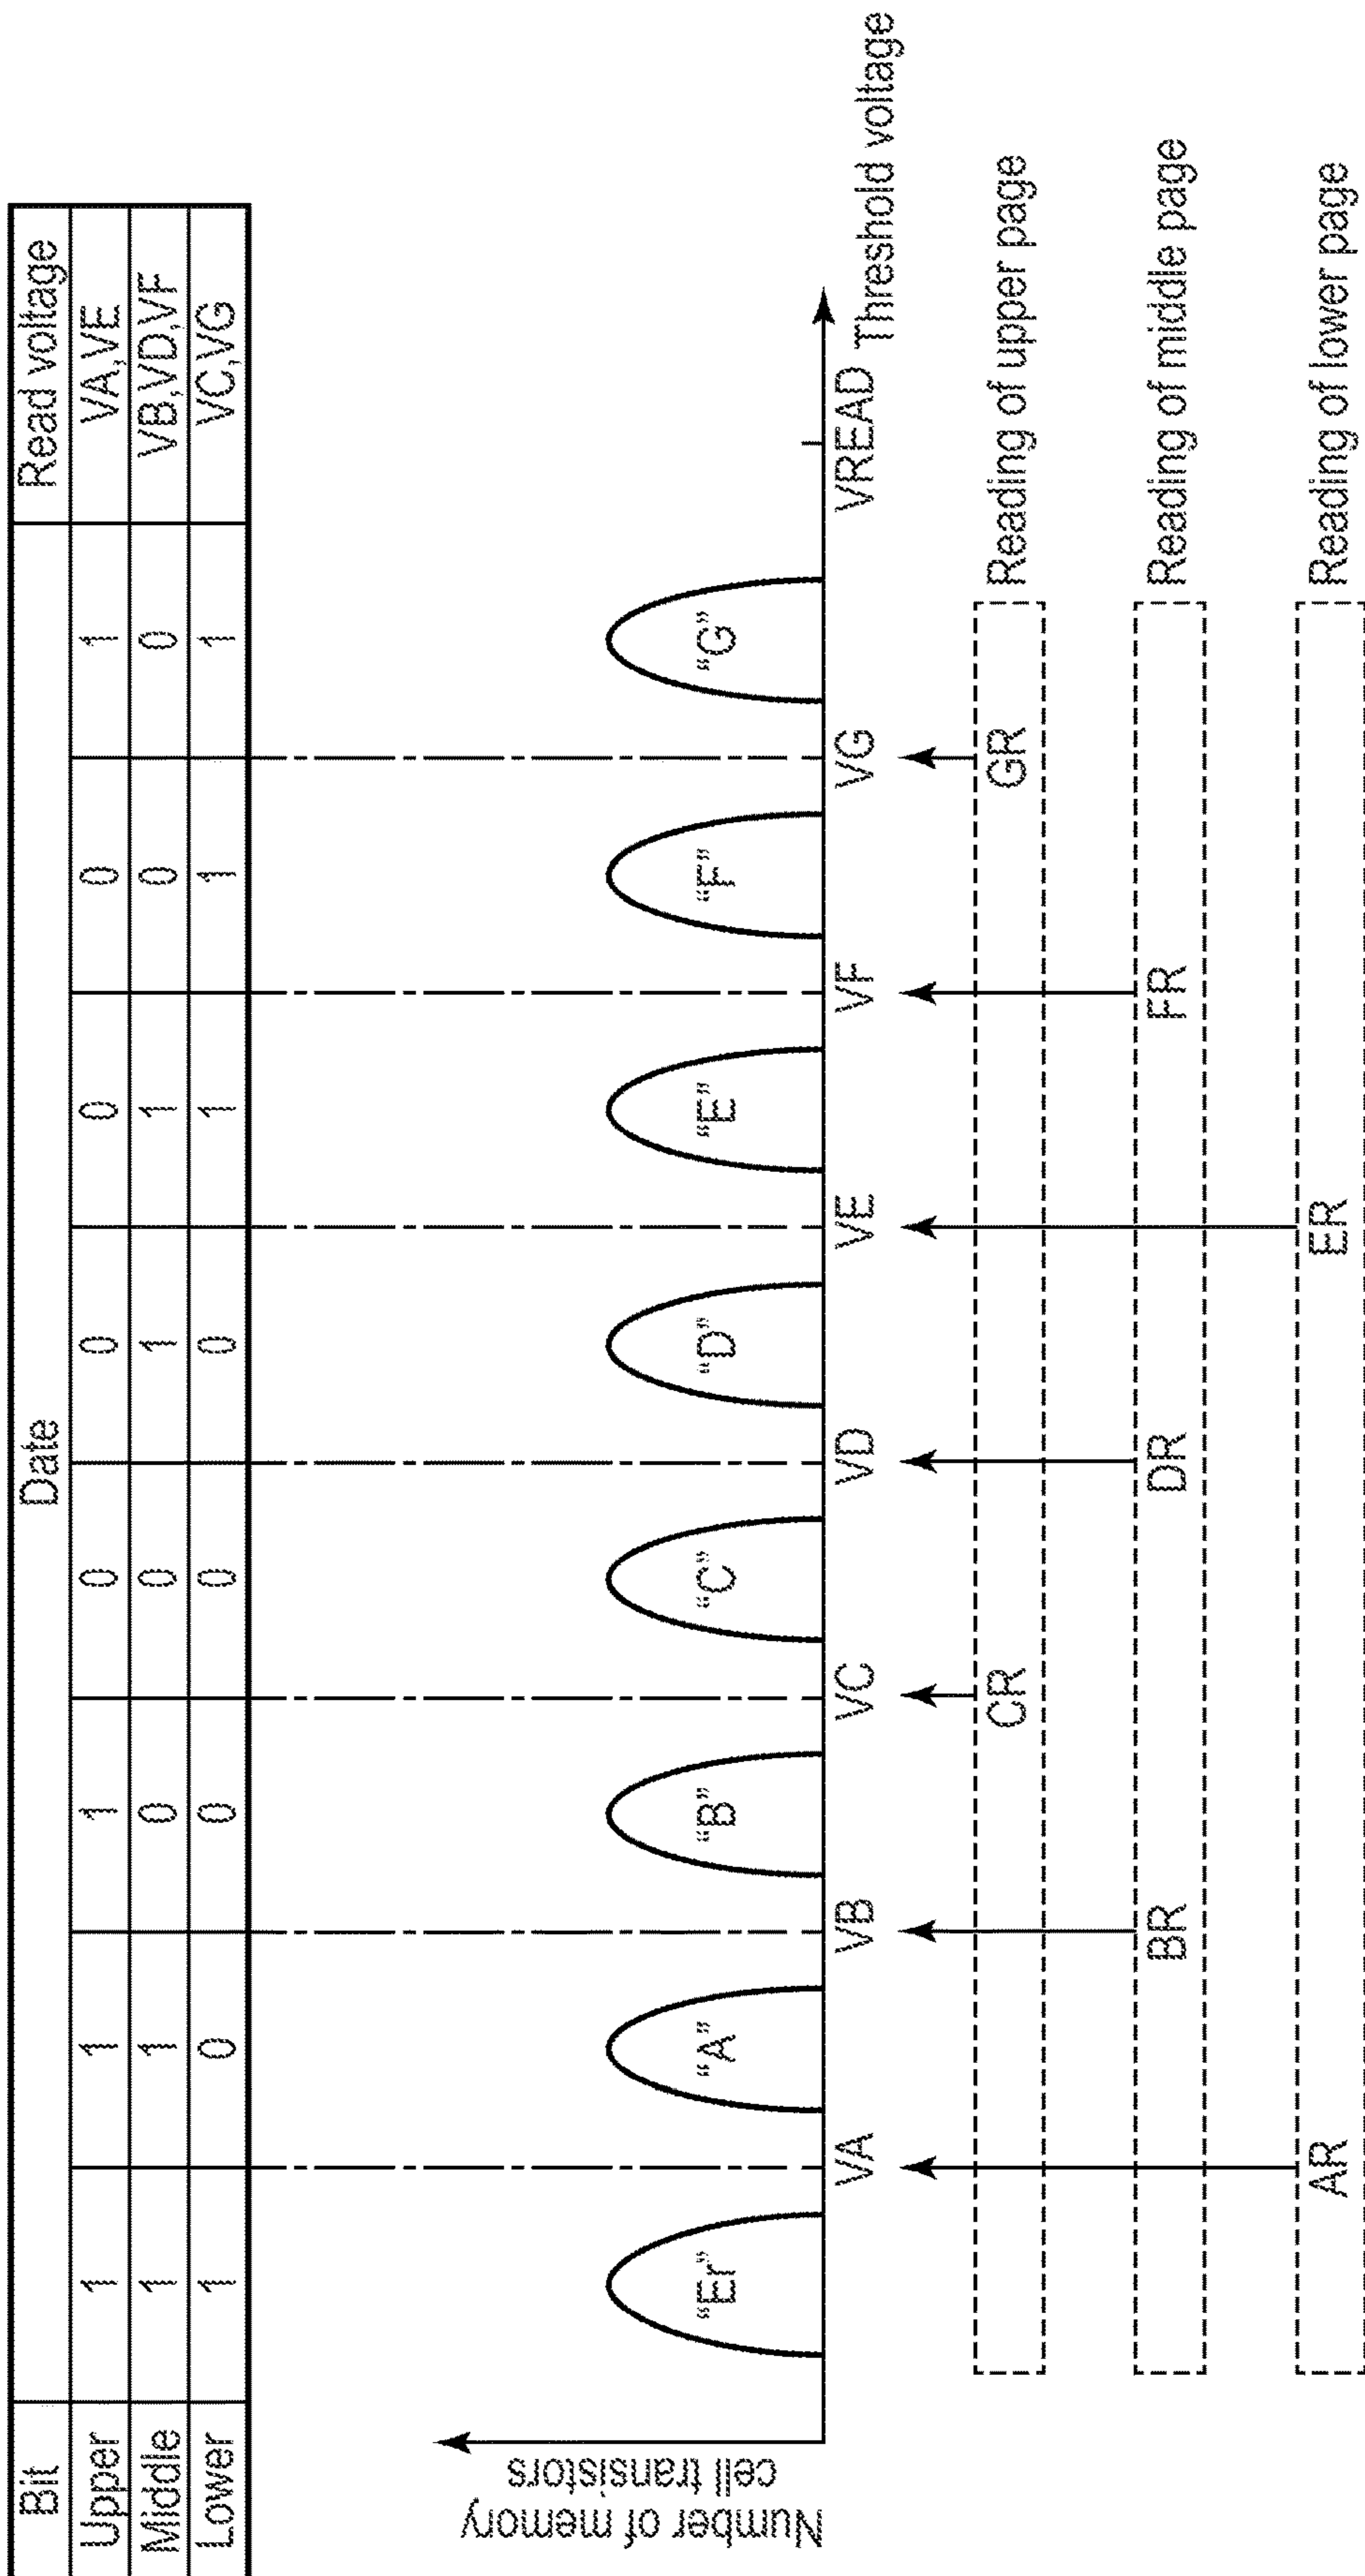 Bit Date Read voltage
Upper 1 1 1 0 0 0 0 1 VA,VE
Middle 1 1 0 0 1 1 0 0 VB,VD,VF
Lower 1 0 0 0 0 1 1 1 VC,VG
Number of memory
cell transistors
“Er” “A” “B” “C” “D” “E” “F” “G”
VA VB VC VD VE VF VG VREAD
Threshold voltage
CR GR Reading of upper page
BR DR FR Reading of middle page
AR ER Reading of lower page